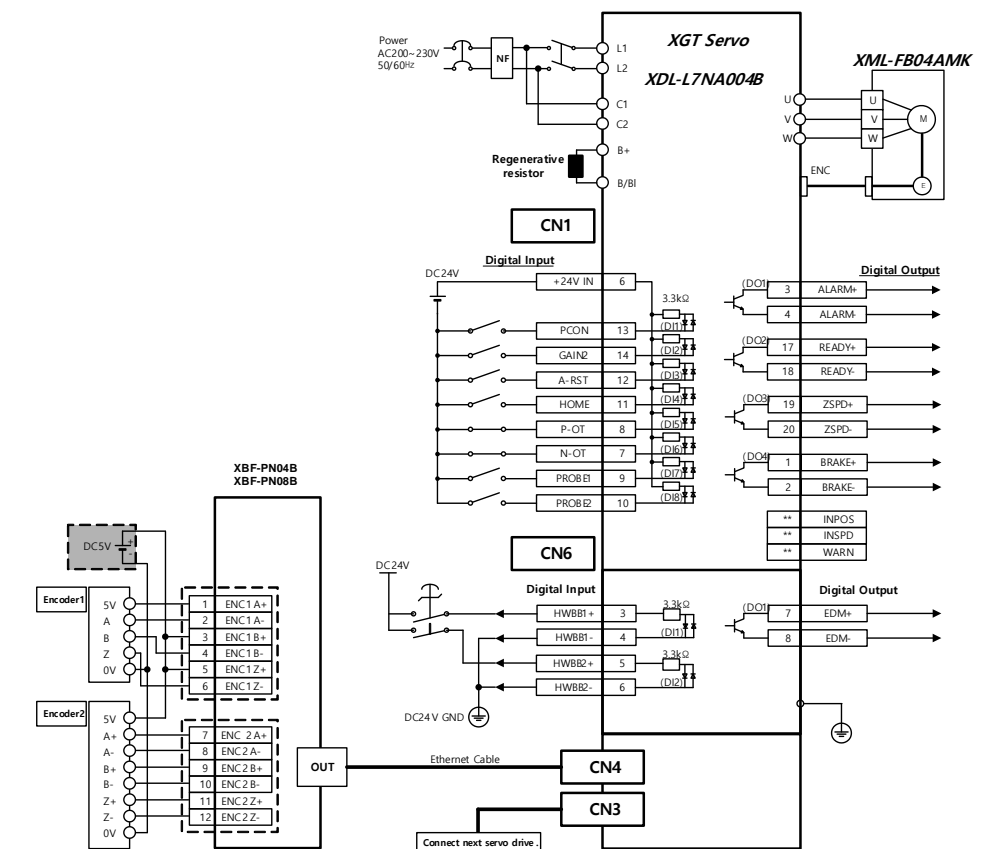 Power
AC200~230V
50/60Hz
NF
L1
L2
C1
C2
B+
B/BI
Regenerative
resistor
XGT Servo
XDL-L7NA004B
XML-FB04AMK
U
V
W
U
V
W
M
ENC
E
CN1
Digital Input
DC24V
+24V IN 6
3.3kΩ
PCON 13 (DI1)
GAIN2 14 (DI2)
A-RST 12 (DI3)
HOME 11 (DI4)
P-OT 8 (DI5)
N-OT 7 (DI6)
PROBE1 9 (DI7)
PROBE2 10 (DI8)
Digital Output
(DO1) 3 ALARM+
4 ALARM-
(DO2) 17 READY+
18 READY-
(DO3) 19 ZSPD+
20 ZSPD-
(DO4) 1 BRAKE+
2 BRAKE-
** INPOS
** INSPD
** WARN
CN6
DC24V
Digital Input
HWBB1+ 3 3.3kΩ
HWBB1- 4 (DI1)
HWBB2+ 5 3.3kΩ
HWBB2- 6 (DI2)
DC24V GND
Digital Output
(DO1) 7 EDM+
8 EDM-
XBF-PN04B
XBF-PN08B
DC5V + -
Encoder1
5V
A
B
Z
0V
1 ENC1 A+
2 ENC1 A-
3 ENC1 B+
4 ENC1 B-
5 ENC1 Z+
6 ENC1 Z-
Encoder2
5V
A+
A-
B+
B-
Z+
Z-
0V
7 ENC 2 A+
8 ENC2 A-
9 ENC2 B+
10 ENC2 B-
11 ENC2 Z+
12 ENC2 Z-
OUT
Ethernet Cable
CN4
CN3
Connect next servo drive.